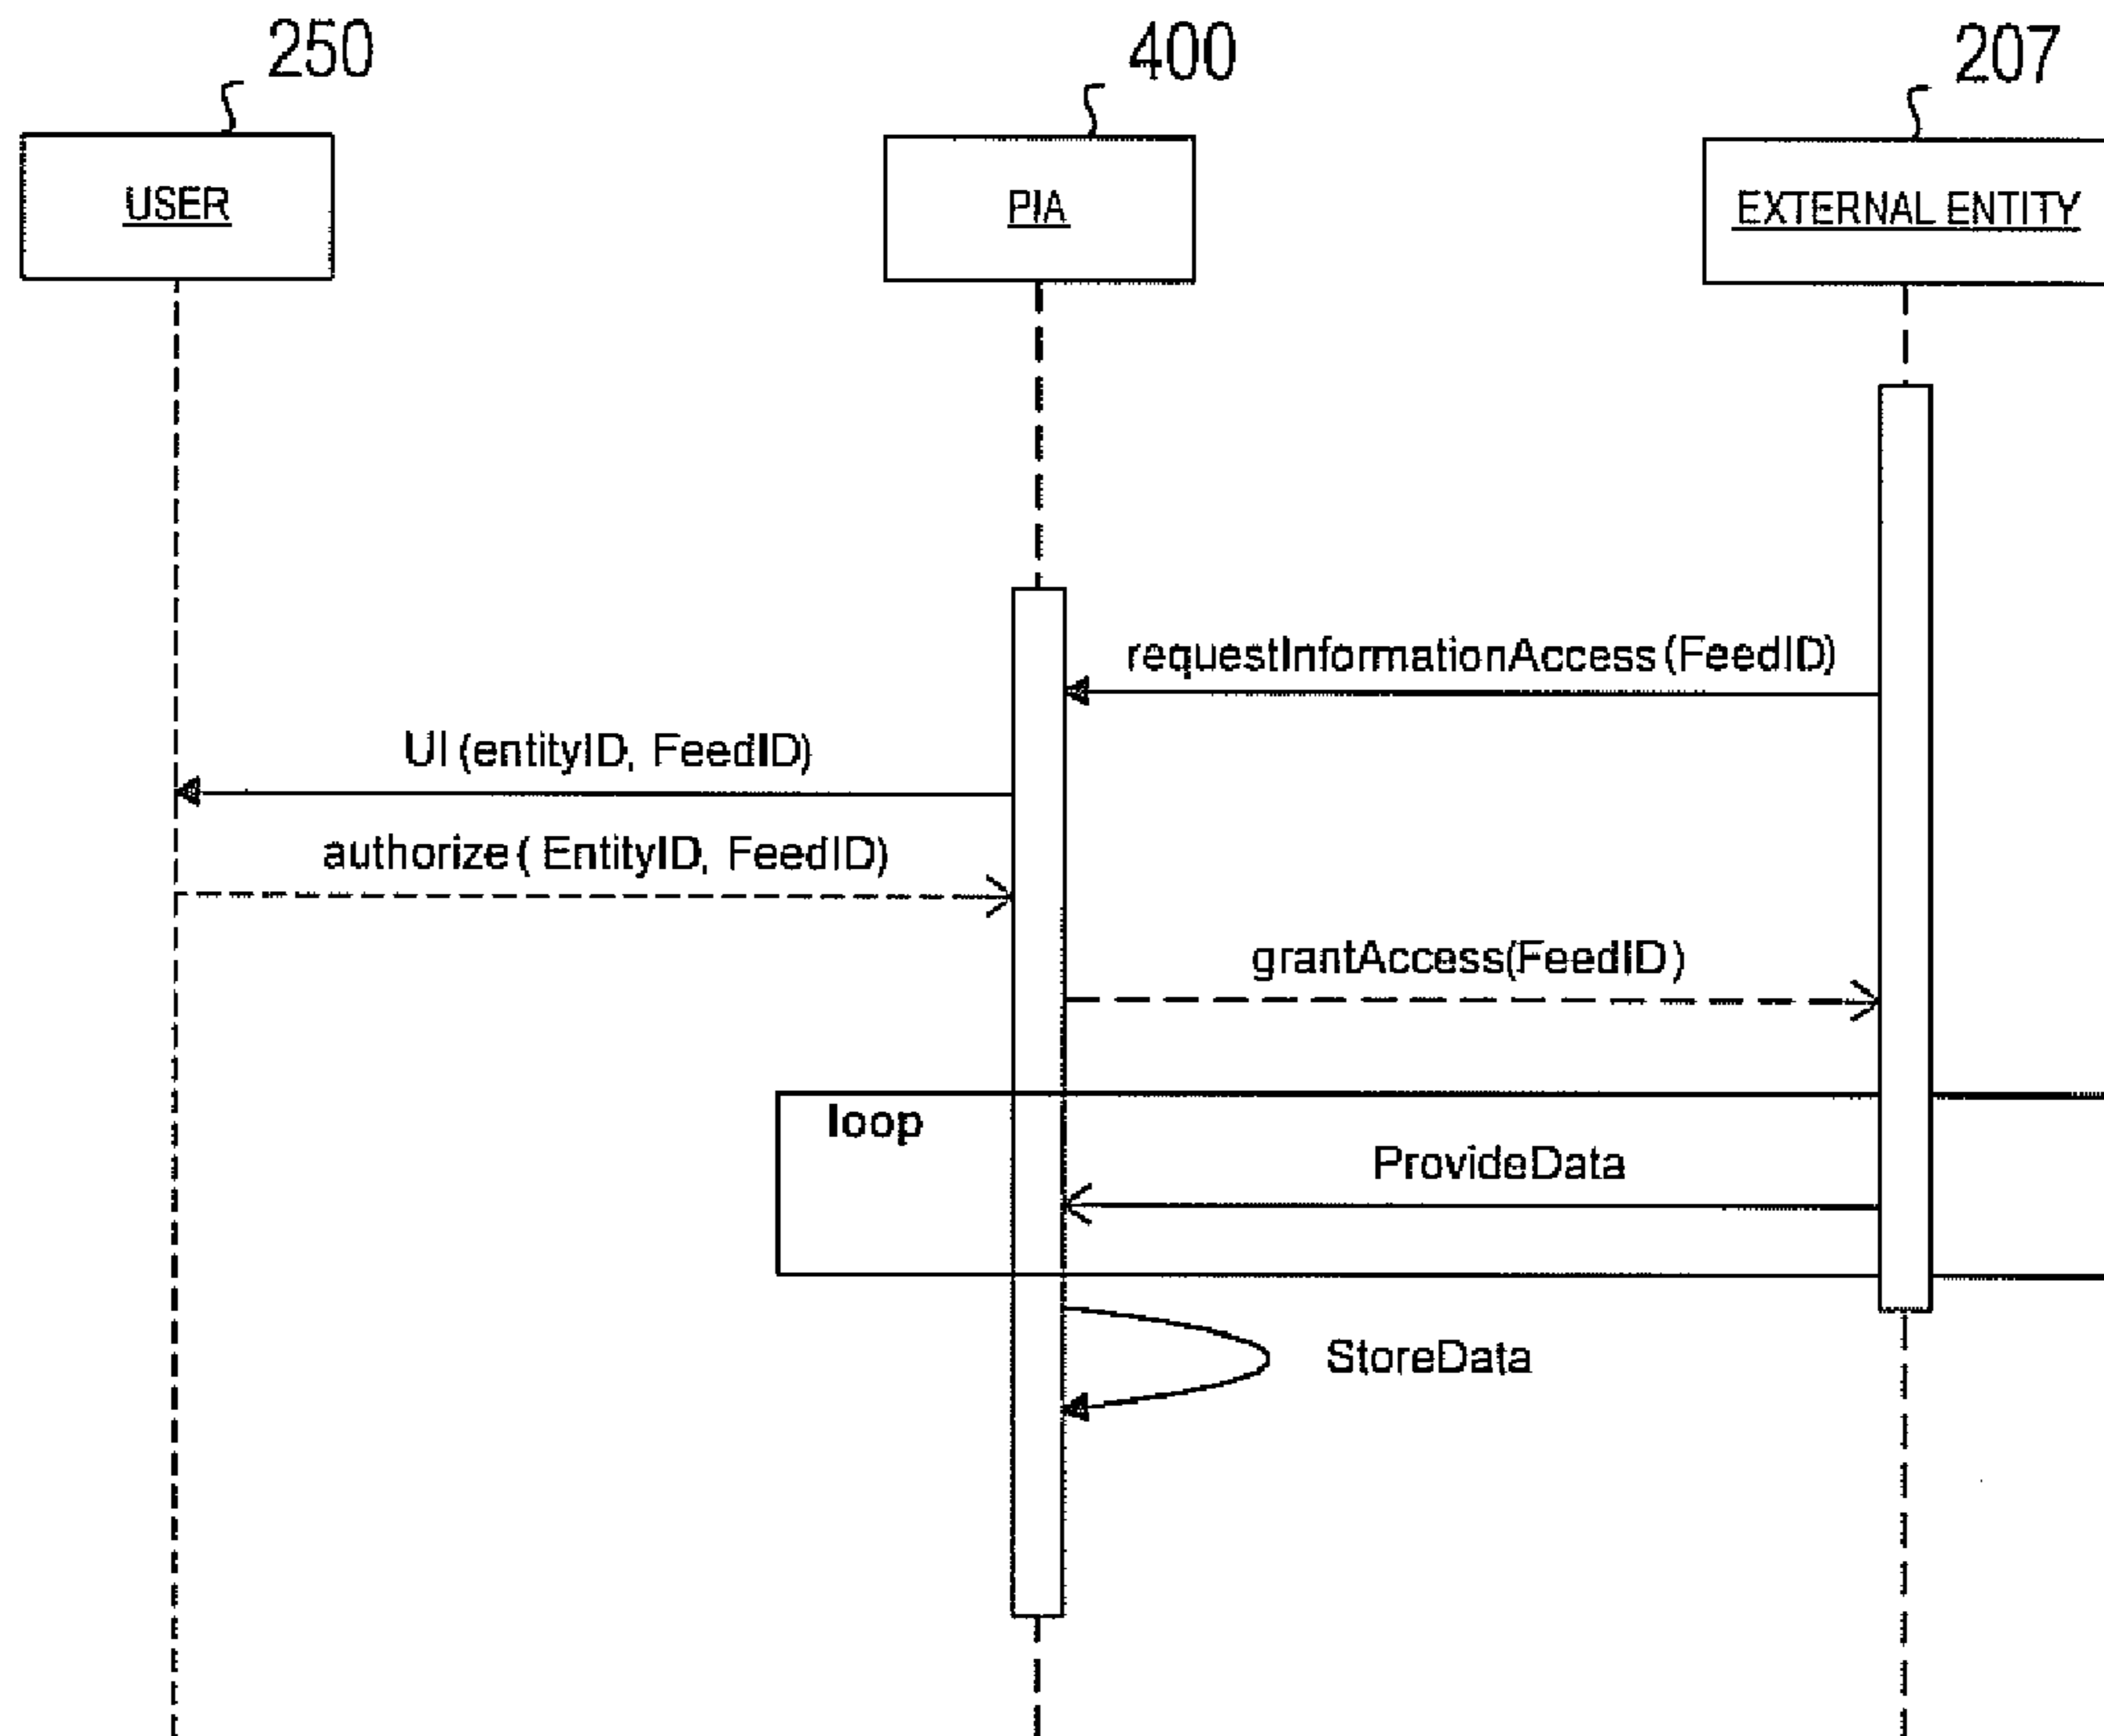 250
400
207
USER
PIA
EXTERNAL ENTITY
requestInformationAccess (FeedID)
UI (entityID, FeedID)
authorize ( EntityID, FeedID)
grantAccess(FeedID)
loop
ProvideData
StoreData